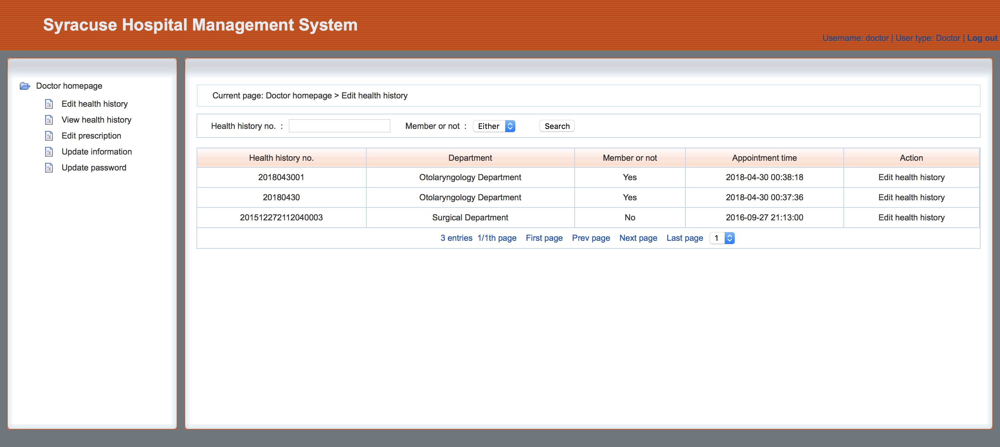 Syracuse Hospital Management System
Username: doctor | User type: Doctor | Log out
Doctor homepage
Edit health history
View health history
Edit prescription
Update information
Update password
Current page: Doctor homepage > Edit health history
Health history no. : Member or not : Either Search
Health history no. Department Member or not Appointment time Action
2018043001 Otolaryngology Department Yes 2018-04-30 00:38:18 Edit health history
20180430 Otolaryngology Department Yes 2018-04-30 00:37:36 Edit health history
201512272112040003 Surgical Department No 2016-09-27 21:13:00 Edit health history
3 entries 1/1th page First page Prev page Next page Last page 1